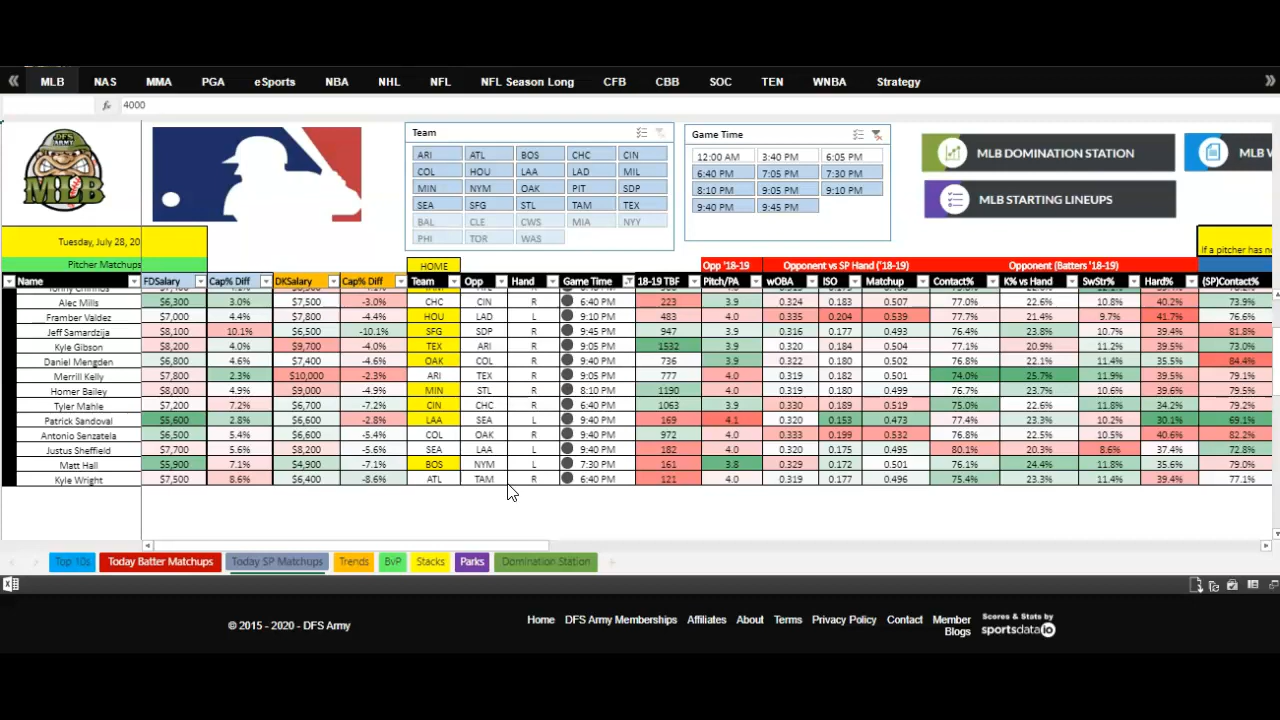 MLB NAS MMA PGA eSports NBA NHL NFL NFL Season Long CFB CBB SOC TEN WNBA Strategy
fx 4000
DFS ARMY
MLB
Team
ARI ATL BOS CHC CIN
COL HOU LAA LAD MIL
MIN NYM OAK PIT SDP
SEA SFG STL TAM TEX
BAL CLE CWS MIA NYY
PHI TOR WAS
Game Time
12:00 AM 3:40 PM 6:05 PM
6:40 PM 7:05 PM 7:30 PM
8:10 PM 9:05 PM 9:10 PM
9:40 PM 9:45 PM
MLB DOMINATION STATION
MLB W
MLB STARTING LINEUPS
Tuesday, July 28, 20
If a pitcher has no
Pitcher Matchups HOME Opp '18-19 Opponent vs SP Hand ('18-19) Opponent (Batters '18-19)
Name FDSalary Cap% Diff DKSalary Cap% Diff Team Opp Hand Game Time 18-19 TBF Pitch/PA wOBA ISO Matchup Contact% K% vs Hand SwStr% Hard% (SP)Contact%
Alec Mills $6,300 3.0% $7,500 -3.0% CHC CIN R 6:40 PM 223 3.9 0.324 0.183 0.507 77.0% 22.6% 10.8% 40.2% 73.9%
Framber Valdez $7,000 4.4% $7,800 -4.4% HOU LAD L 9:10 PM 483 3.9 0.335 0.204 0.539 77.7% 21.4% 9.7% 41.7% 76.6%
Jeff Samardzija $8,100 10.1% $6,500 -10.1% SFG SDP R 9:45 PM 947 3.9 0.316 0.177 0.493 76.4% 23.8% 10.7% 39.4% 81.8%
Kyle Gibson $8,200 4.0% $9,700 -4.0% TEX ARI R 9:05 PM 1532 3.9 0.320 0.184 0.504 77.1% 20.9% 11.2% 39.4% 73.0%
Daniel Mengden $6,800 4.6% $7,400 -4.6% OAK COL R 9:40 PM 736 3.9 0.322 0.180 0.502 76.8% 22.1% 11.4% 35.5% 84.4%
Merrill Kelly $7,800 2.3% $10,000 -2.3% ARI TEX R 9:05 PM 777 4.0 0.319 0.182 0.501 74.0% 25.7% 11.9% 39.5% 79.1%
Homer Bailey $8,000 4.9% $9,000 -4.9% MIN STL R 8:10 PM 1190 4.0 0.319 0.180 0.499 77.3% 22.6% 10.6% 34.2% 79.5%
Tyler Mahle $7,200 7.2% $6,700 -7.2% CIN CHC R 6:40 PM 1063 3.9 0.330 0.189 0.519 75.0% 22.6% 11.8% 38.4% 79.2%
Patrick Sandoval $5,600 2.8% $6,600 -2.8% LAA SEA L 9:40 PM 169 4.1 0.320 0.153 0.473 77.4% 23.3% 10.2% 30.1% 69.1%
Antonio Senzatela $6,500 5.4% $6,600 -5.4% COL OAK R 9:40 PM 972 4.0 0.333 0.199 0.532 76.8% 22.5% 10.5% 40.6% 82.2%
Justus Sheffield $7,700 5.6% $8,200 -5.6% SEA LAA L 9:40 PM 182 4.0 0.320 0.175 0.495 80.1% 20.3% 8.6% 37.4% 72.8%
Matt Hall $5,900 7.1% $4,900 -7.1% BOS NYM L 7:30 PM 161 3.8 0.329 0.172 0.501 76.1% 24.4% 11.8% 35.6% 79.0%
Kyle Wright $7,500 8.6% $6,400 -8.6% ATL TAM R 6:40 PM 121 4.0 0.319 0.177 0.496 75.4% 23.3% 11.4% 39.4% 77.1%
Top 10s Today Batter Matchups Today SP Matchups Trends BvP Stacks Parks Domination Station
© 2015 - 2020 - DFS Army
Home DFS Army Memberships Affiliates About Terms Privacy Policy Contact Member Blogs
Scores & Stats by
sportsdata io